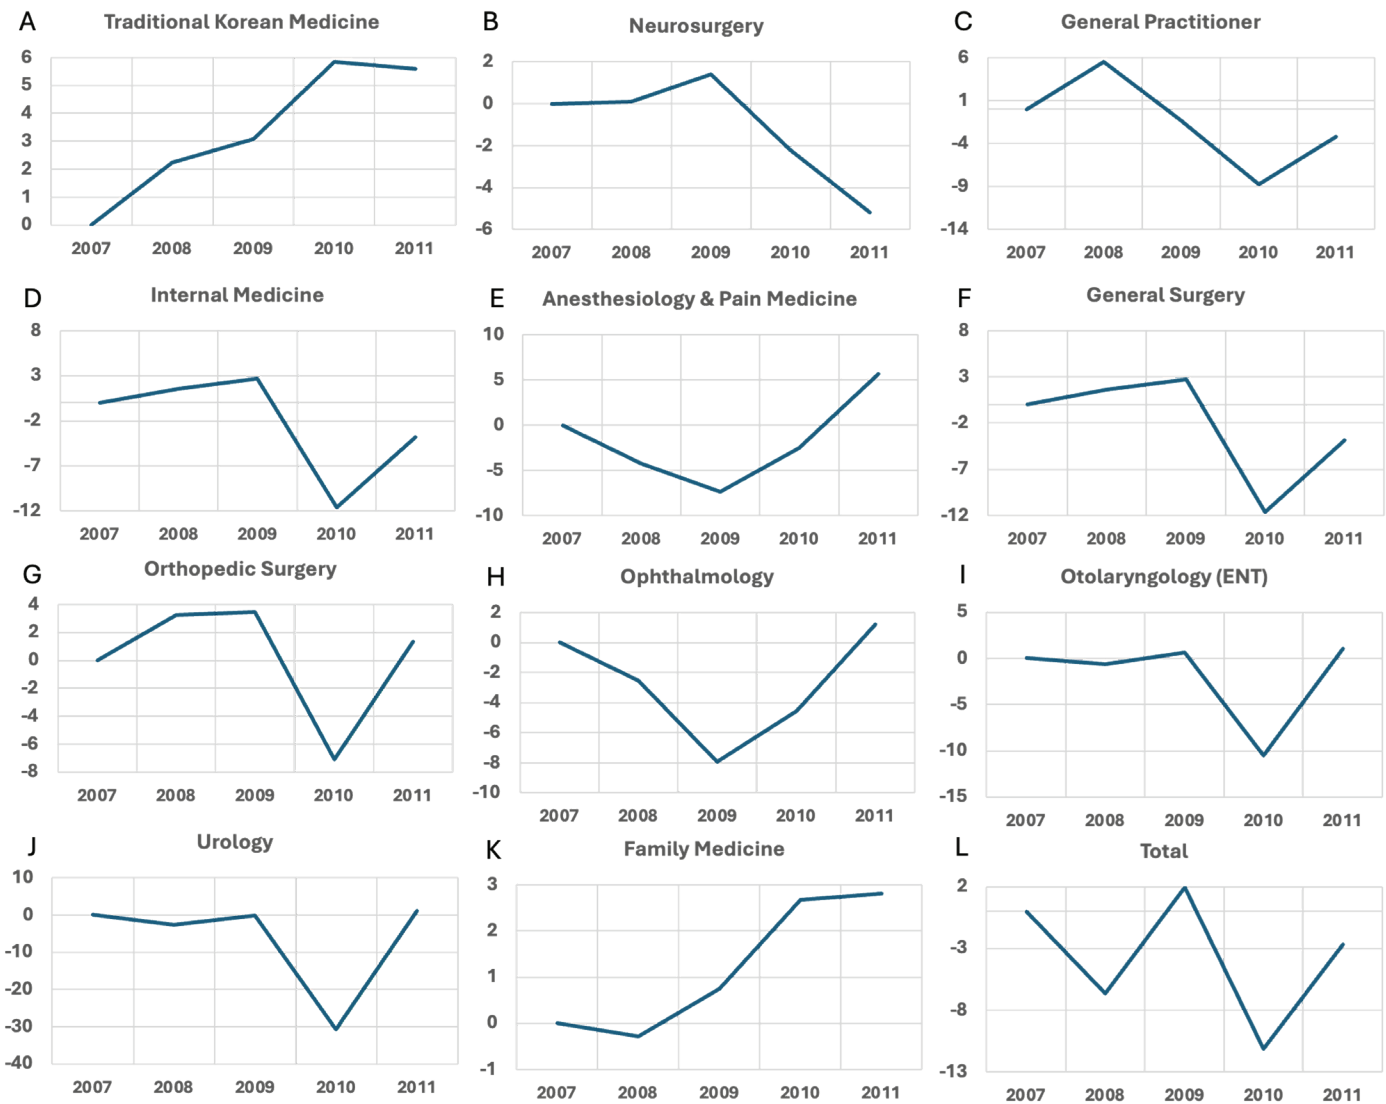 A
Traditional Korean Medicine
6
5
4
3
2
1
0
2007 2008 2009 2010 2011
B
Neurosurgery
2
0
-2
-4
-6
2007 2008 2009 2010 2011
C
General Practitioner
6
1
-4
-9
-14
2007 2008 2009 2010 2011
D
Internal Medicine
8
3
-2
-7
-12
2007 2008 2009 2010 2011
E
Anesthesiology & Pain Medicine
10
5
0
-5
-10
2007 2008 2009 2010 2011
F
General Surgery
8
3
-2
-7
-12
2007 2008 2009 2010 2011
G
Orthopedic Surgery
4
2
0
-2
-4
-6
-8
2007 2008 2009 2010 2011
H
Ophthalmology
2
0
-2
-4
-6
-8
-10
2007 2008 2009 2010 2011
I
Otolaryngology (ENT)
5
0
-5
-10
-15
2007 2008 2009 2010 2011
J
Urology
10
0
-10
-20
-30
-40
2007 2008 2009 2010 2011
K
Family Medicine
3
2
1
0
-1
2007 2008 2009 2010 2011
L
Total
2
-3
-8
-13
2007 2008 2009 2010 2011